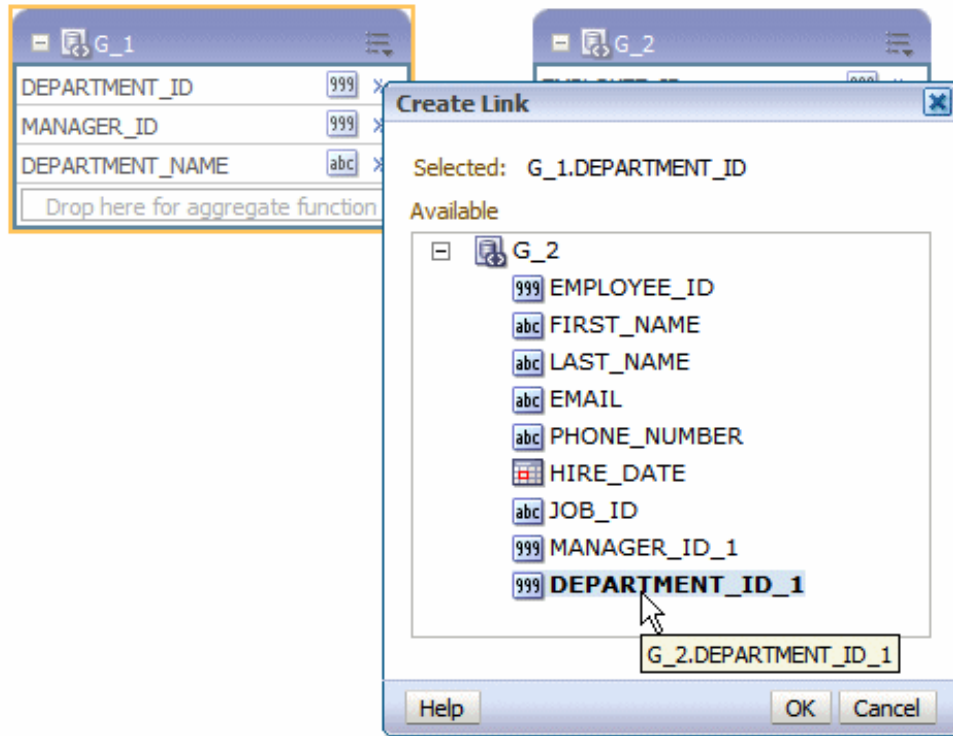 G_1
G_2
DEPARTMENT_ID 999
MANAGER_ID 999
DEPARTMENT_NAME abc
Drop here for aggregate function
Create Link
Selected: G_1.DEPARTMENT_ID
Available
G_2
999 EMPLOYEE_ID
abc FIRST_NAME
abc LAST_NAME
abc EMAIL
abc PHONE_NUMBER
HIRE_DATE
abc JOB_ID
999 MANAGER_ID_1
999 DEPARTMENT_ID_1
G_2.DEPARTMENT_ID_1
Help OK Cancel